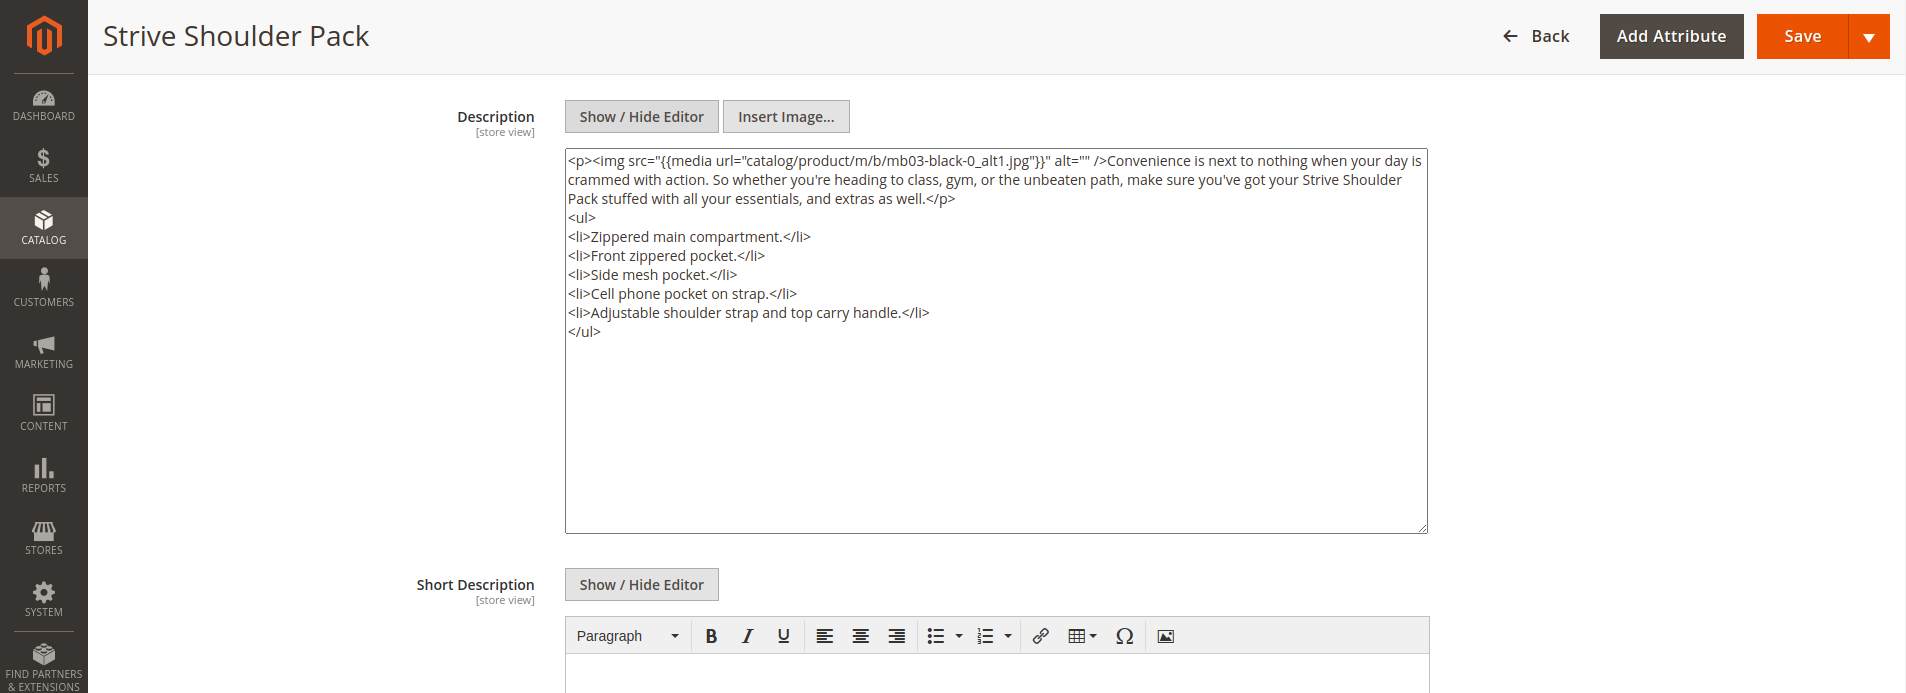 Strive Shoulder Pack
Back
Add Attribute
Save
DASHBOARD
SALES
CATALOG
CUSTOMERS
MARKETING
CONTENT
REPORTS
STORES
SYSTEM
FIND PARTNERS
& EXTENSIONS
Description
[store view]
Show / Hide Editor
Insert Image...
<p><img src="{{media url="catalog/product/m/b/mb03-black-0_alt1.jpg"}}" alt="" />Convenience is next to nothing when your day is
crammed with action. So whether you're heading to class, gym, or the unbeaten path, make sure you've got your Strive Shoulder
Pack stuffed with all your essentials, and extras as well.</p>
<ul>
<li>Zippered main compartment.</li>
<li>Front zippered pocket.</li>
<li>Side mesh pocket.</li>
<li>Cell phone pocket on strap.</li>
<li>Adjustable shoulder strap and top carry handle.</li>
</ul>
Short Description
[store view]
Show / Hide Editor
Paragraph